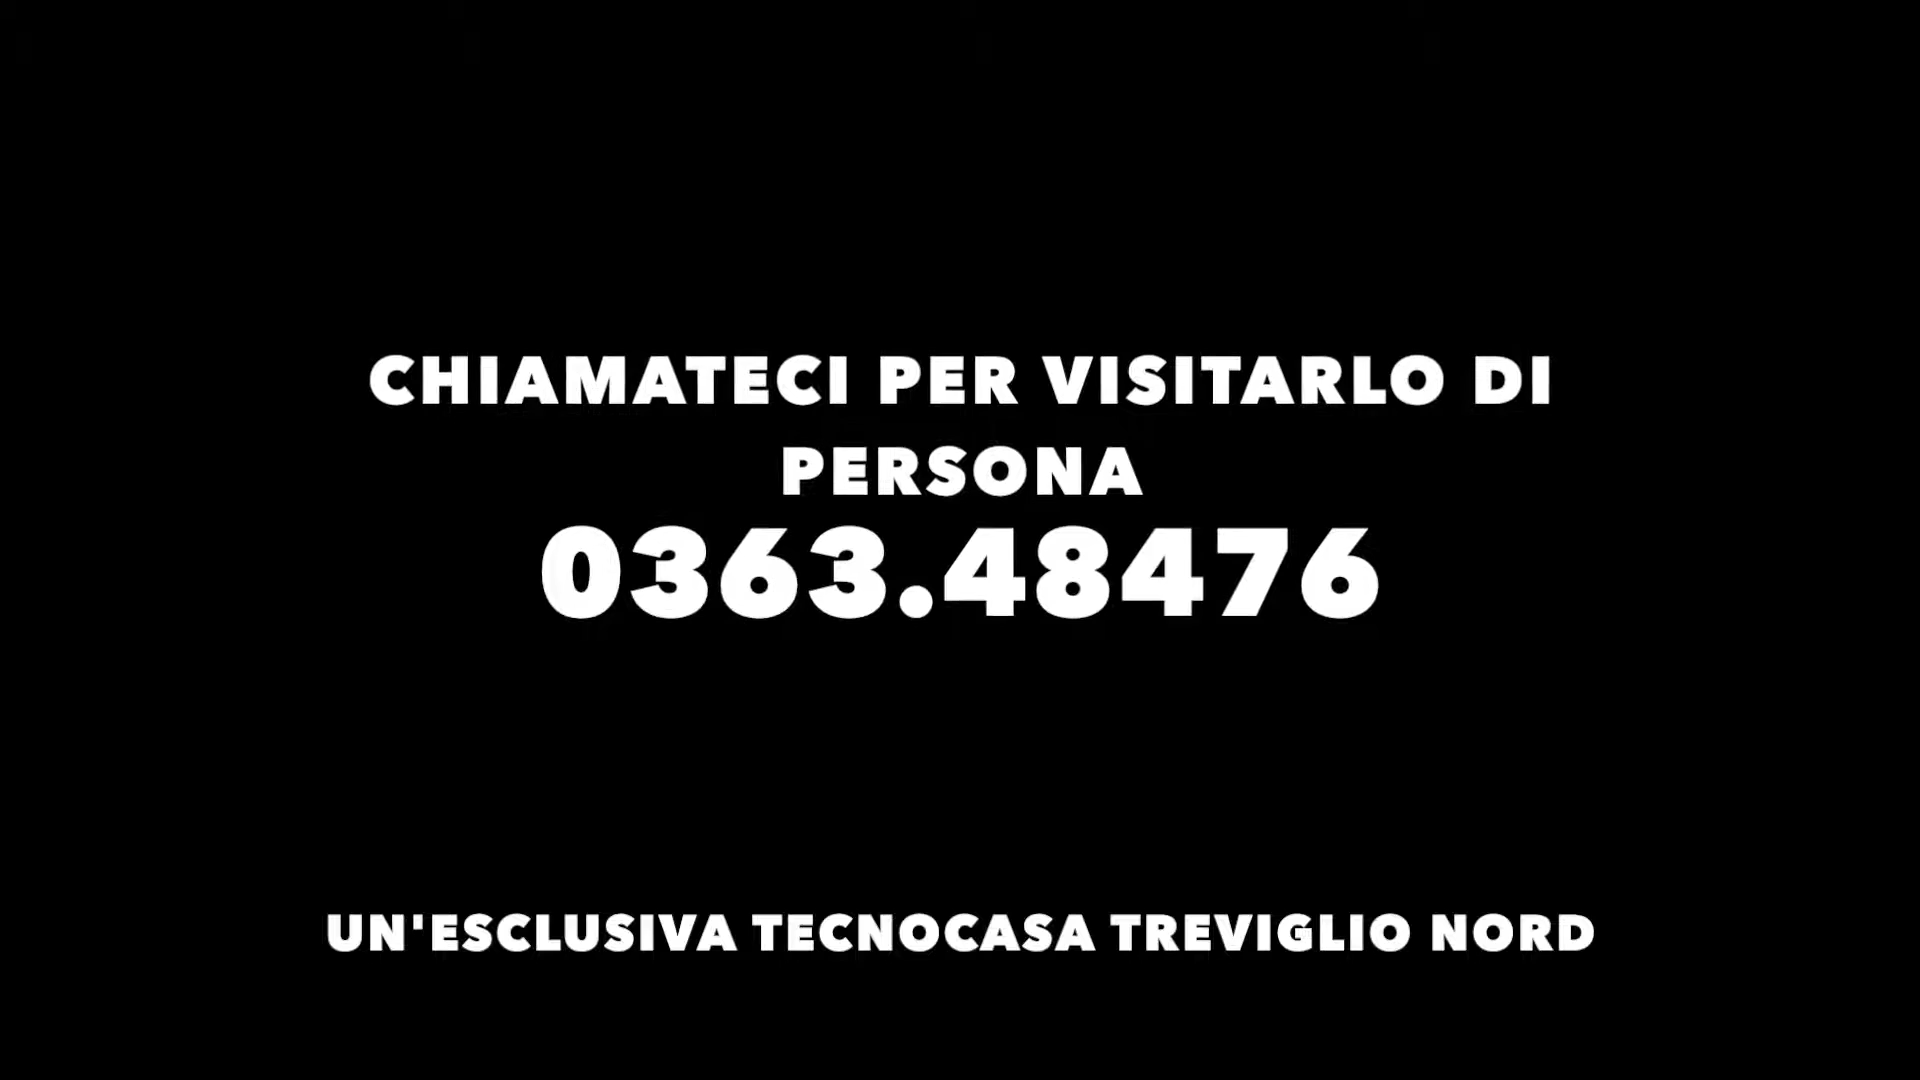 CHIAMATECI PER VISITARLO DI
PERSONA
0363.48476
UN'ESCLUSIVA TECNOCASA TREVIGLIO NORD